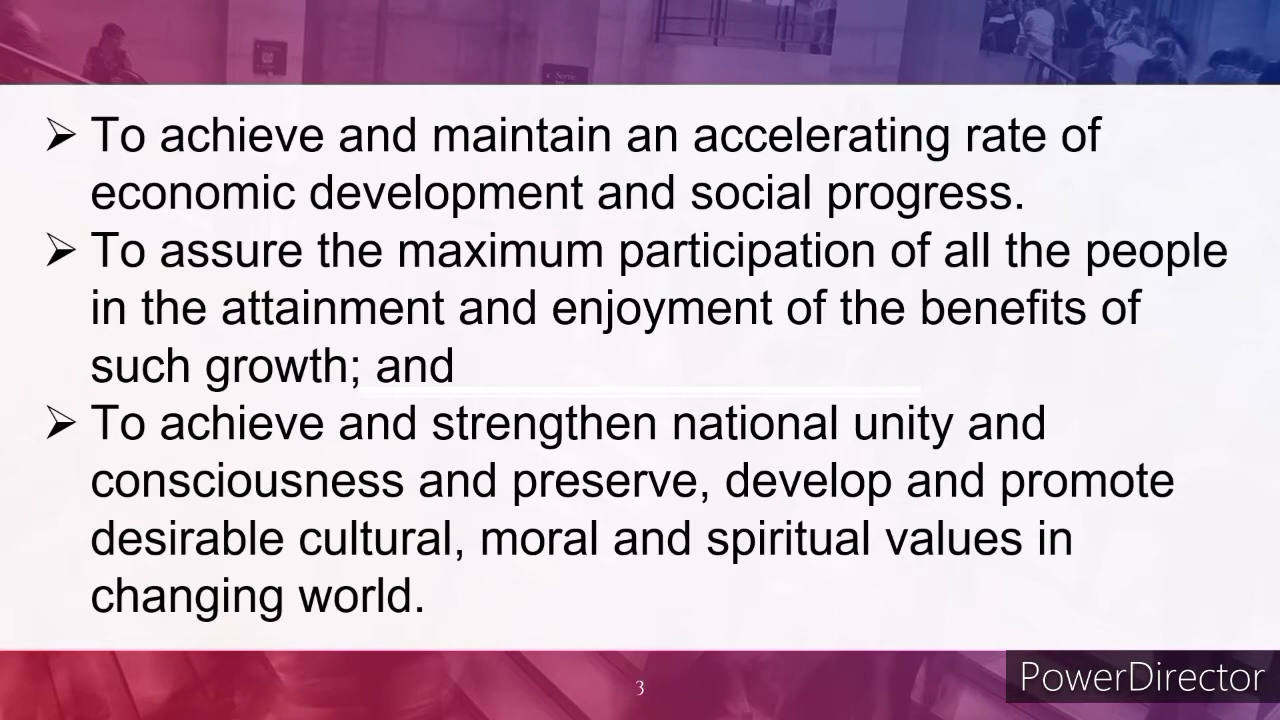 ➢ To achieve and maintain an accelerating rate of
economic development and social progress.
➢ To assure the maximum participation of all the people
in the attainment and enjoyment of the benefits of
such growth; and
➢ To achieve and strengthen national unity and
consciousness and preserve, develop and promote
desirable cultural, moral and spiritual values in
changing world.
3
PowerDirector